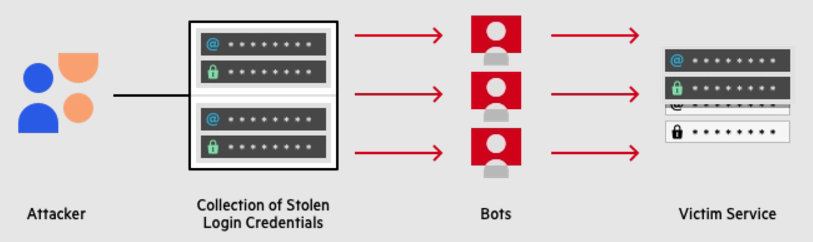 @ * * * * * * * *
* * * * * * * *
@ * * * * * * * *
* * * * * * * *
@ * * * * * * * *
* * * * * * * *
@
* * * * * * * *
Attacker
Collection of Stolen
Login Credentials
Bots
Victim Service